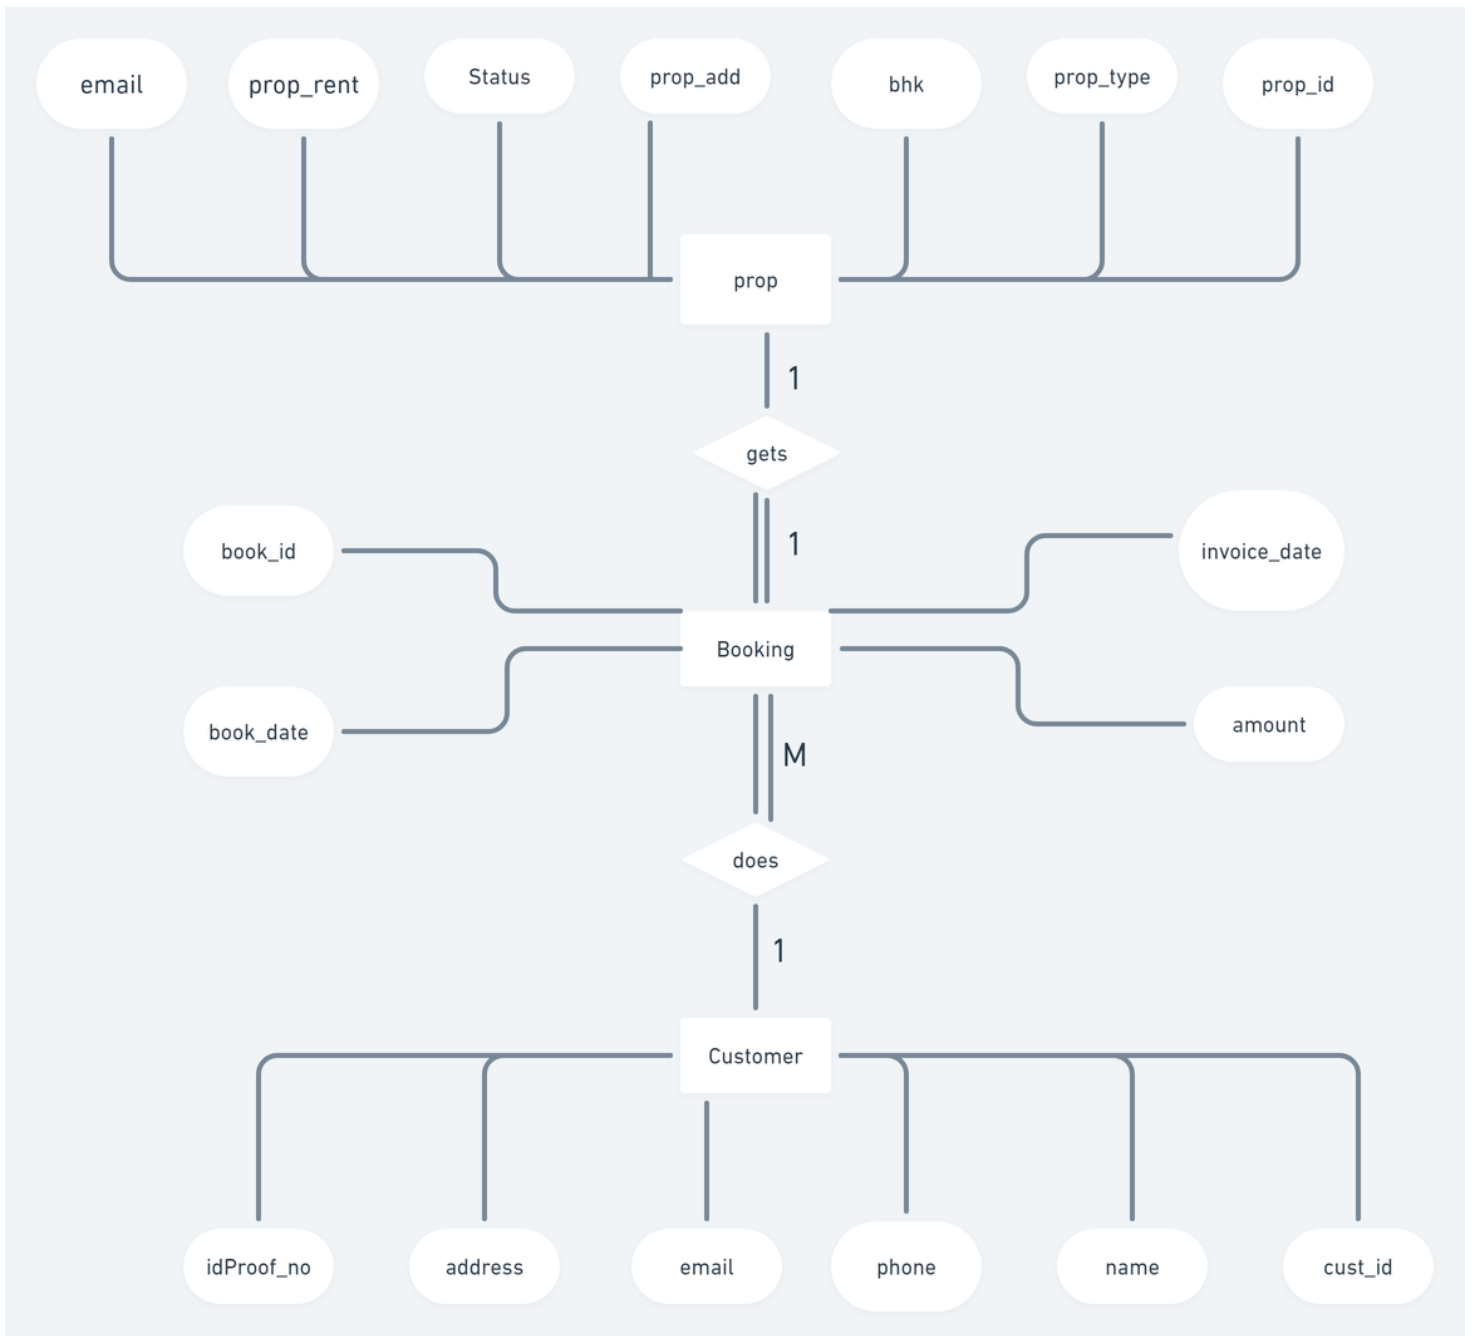 email
prop_rent
Status
prop_add
bhk
prop_type
prop_id
prop
1
gets
1
book_id
invoice_date
Booking
book_date
amount
M
does
1
Customer
idProof_no
address
email
phone
name
cust_id